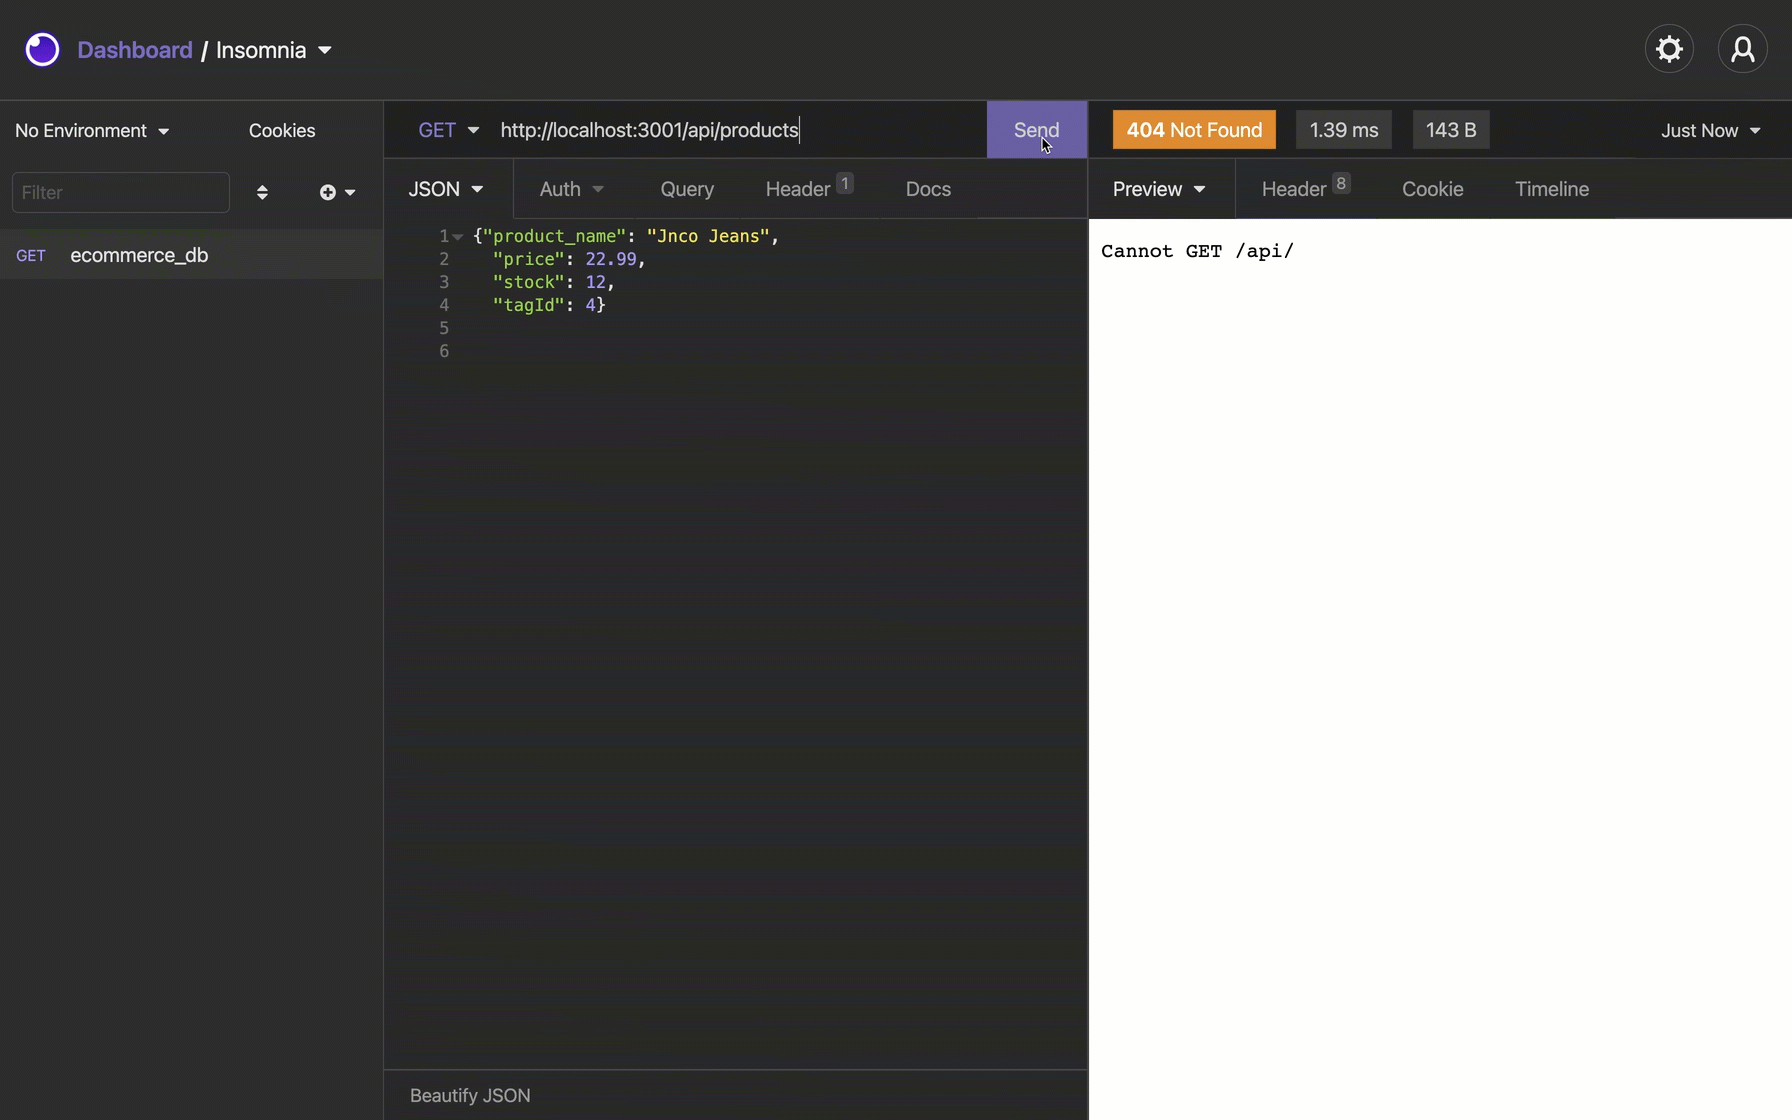 Dashboard / Insomnia
No Environment
Cookies
Filter
GET ecommerce_db
GET http://localhost:3001/api/products
Send
JSON
Auth
Query
Header 1
Docs
1 {"product_name": "Jnco Jeans",
2 "price": 22.99,
3 "stock": 12,
4 "tagId": 4}
5
6
Beautify JSON
404 Not Found
1.39 ms
143 B
Just Now
Preview
Header 8
Cookie
Timeline
Cannot GET /api/